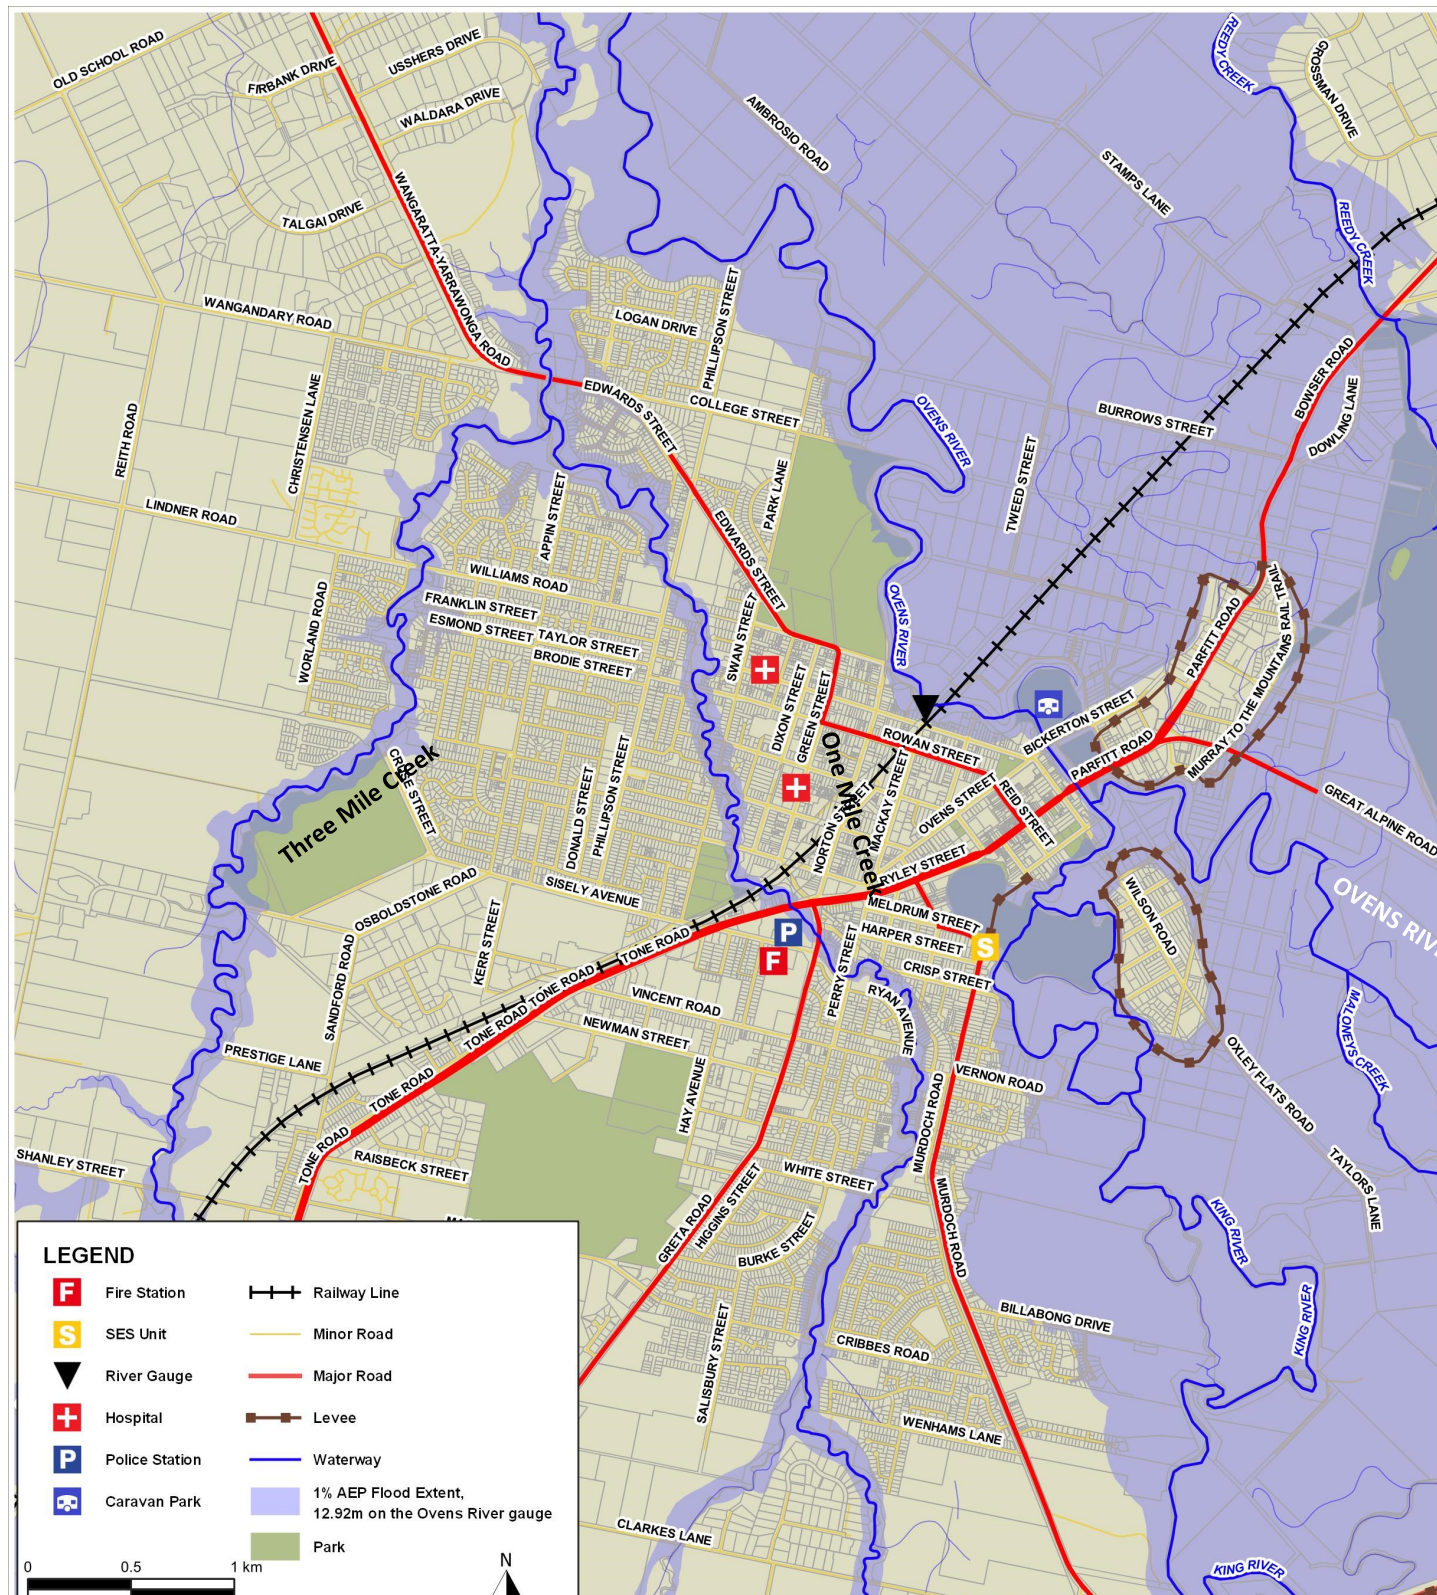 OLD SCHOOL ROAD
FIRBANK DRIVE
USSHERS DRIVE
WALDARA DRIVE
TALGAI DRIVE
WANGARATTA-YARRAWONGA ROAD
AMBROSIO ROAD
STAMPS LANE
REEDY CREEK
GROSSMAN DRIVE
REEDY CREEK
WANGANDARY ROAD
LOGAN DRIVE
PHILLIPSON STREET
EDWARDS STREET
COLLEGE STREET
OVENS RIVER
BURROWS STREET
BOWSER ROAD
DOWLING LANE
REITH ROAD
CHRISTENSEN LANE
LINDNER ROAD
APPIN STREET
PARK LANE
EDWARDS STREET
TWEED STREET
WILLIAMS ROAD
FRANKLIN STREET
ESMOND STREET
TAYLOR STREET
BRODIE STREET
WORLAND ROAD
SWAN STREET
DIXON STREET
GREEN STREET
OVENS RIVER
PARFITT ROAD
MURRAY TO THE MOUNTAINS RAIL TRAIL
BICKERTON STREET
PARFITT ROAD
ROWAN STREET
GREAT ALPINE ROAD
CRUSE STREET
Three Mile Creek
DONALD STREET
PHILLIPSON STREET
One Mile Creek
NORTON STREET
MACKAY STREET
OVENS STREET
REID STREET
RYLEY STREET
OSBOLDSTONE ROAD
SISELY AVENUE
KERR STREET
SANDFORD ROAD
MELDRUM STREET
HARPER STREET
CRISP STREET
WILSON ROAD
OVENS RIV
P
F
S
PERRY STREET
RYAN AVENUE
TONE ROAD
TONE ROAD
TONE ROAD
TONE ROAD
TONE ROAD
VINCENT ROAD
NEWMAN STREET
PRESTIGE LANE
HAY AVENUE
VERNON ROAD
MURDOCH ROAD
OXLEY FLATS ROAD
MALONEYS CREEK
TAYLORS LANE
SHANLEY STREET
RAISBECK STREET
WHITE STREET
GRETA ROAD
HIGGINS STREET
BURKE STREET
MURDOCH ROAD
KING RIVER
KING RIVER
BILLABONG DRIVE
CRIBBES ROAD
SALISBURY STREET
WENHAMS LANE
CLARKES LANE
KING RIVER
LEGEND
F Fire Station
S SES Unit
River Gauge
Hospital
P Police Station
Caravan Park
Railway Line
Minor Road
Major Road
Levee
Waterway
1% AEP Flood Extent,
12.92m on the Ovens River gauge
Park
0 0.5 1 km
N